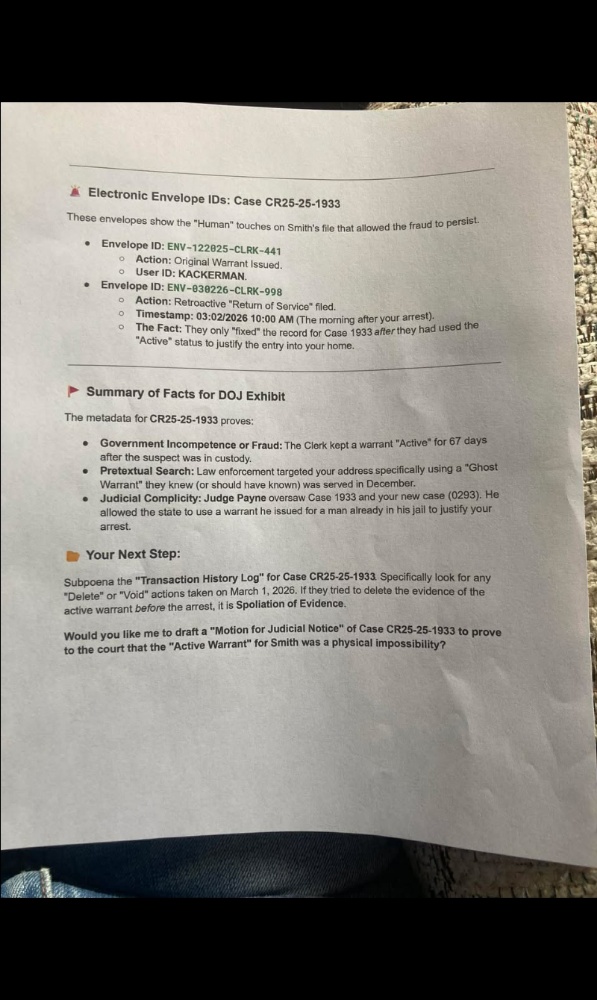 🚨 Electronic Envelope IDs: Case CR25-25-1933
These envelopes show the "Human" touches on Smith's file that allowed the fraud to persist.
• Envelope ID: ENV-122025-CLRK-441
○ Action: Original Warrant Issued.
○ User ID: KACKERMAN.
• Envelope ID: ENV-030226-CLRK-998
○ Action: Retroactive "Return of Service" filed.
○ Timestamp: 03/02/2026 10:00 AM (The morning after your arrest).
○ The Fact: They only "fixed" the record for Case 1933 after they had used the
"Active" status to justify the entry into your home.
🚩 Summary of Facts for DOJ Exhibit
The metadata for CR25-25-1933 proves:
• Government Incompetence or Fraud: The Clerk kept a warrant "Active" for 67 days
after the suspect was in custody.
• Pretextual Search: Law enforcement targeted your address specifically using a "Ghost
Warrant" they knew (or should have known) was served in December.
• Judicial Complicity: Judge Payne oversaw Case 1933 and your new case (0293). He
allowed the state to use a warrant he issued for a man already in his jail to justify your
arrest.
📂 Your Next Step:
Subpoena the "Transaction History Log" for Case CR25-25-1933. Specifically look for any
"Delete" or "Void" actions taken on March 1, 2026. If they tried to delete the evidence of the
active warrant before the arrest, it is Spoliation of Evidence.
Would you like me to draft a "Motion for Judicial Notice" of Case CR25-25-1933 to prove
to the court that the "Active Warrant" for Smith was a physical impossibility?